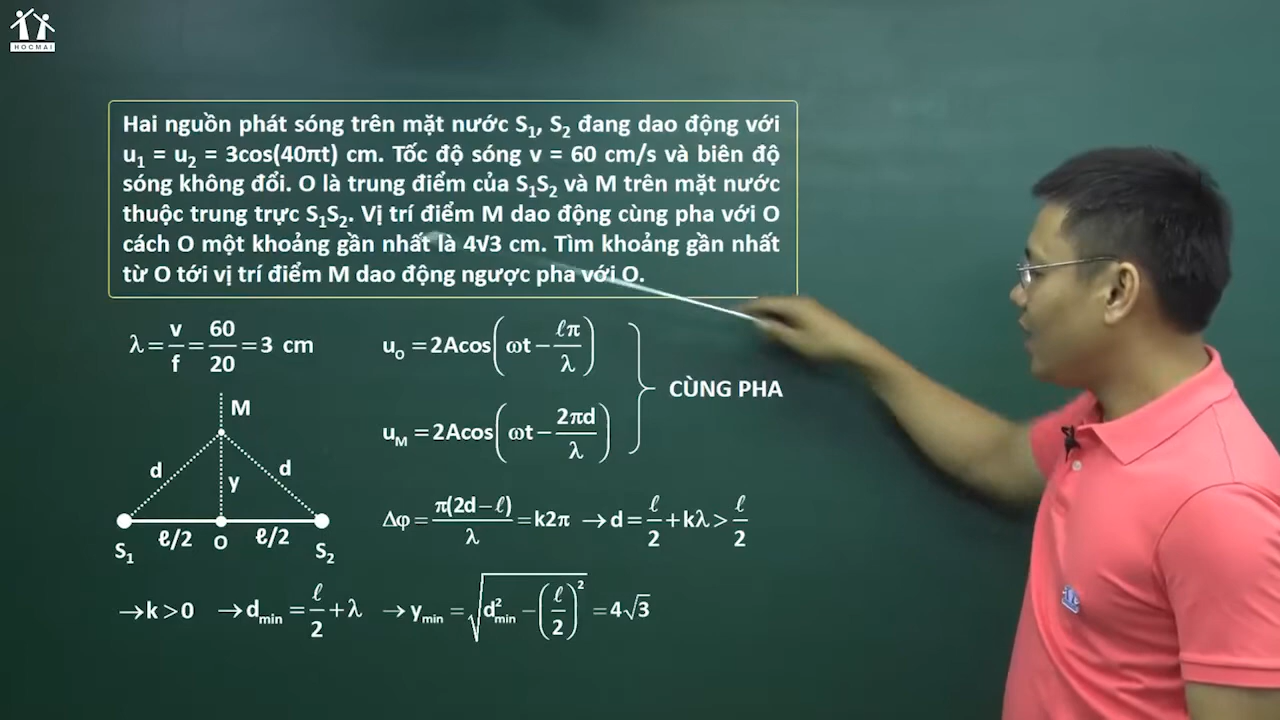 HOCMAI
Hai nguồn phát sóng trên mặt nước S₁, S₂ đang dao động với
u₁ = u₂ = 3cos(40πt) cm. Tốc độ sóng v = 60 cm/s và biên độ
sóng không đổi. O là trung điểm của S₁S₂ và M trên mặt nước
thuộc trung trực S₁S₂. Vị trí điểm M dao động cùng pha với O
cách O một khoảng gần nhất là 4√3 cm. Tìm khoảng gần nhất
từ O tới vị trí điểm M dao động ngược pha với O.
λ = v/f = 60/20 = 3 cm
u_O = 2Acos(ωt − ℓπ/λ)
CÙNG PHA
u_M = 2Acos(ωt − 2πd/λ)
M
d
d
y
S₁
ℓ/2
O
ℓ/2
S₂
Δφ = π(2d − ℓ)/λ = k2π → d = ℓ/2 + kλ > ℓ/2
→ k > 0 → d_min = ℓ/2 + λ → y_min = √(d²_min − (ℓ/2)²) = 4√3